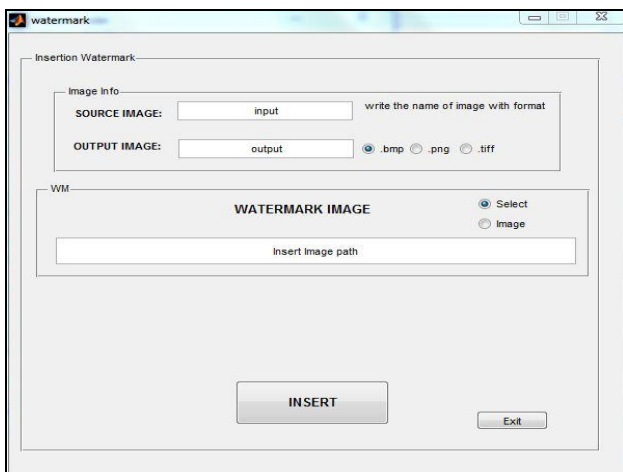 watermark
Insertion Watermark
Image Info
SOURCE IMAGE: input write the name of image with format
OUTPUT IMAGE: output .bmp .png .tiff
WM
WATERMARK IMAGE Select
Image
Insert Image path
INSERT
Exit